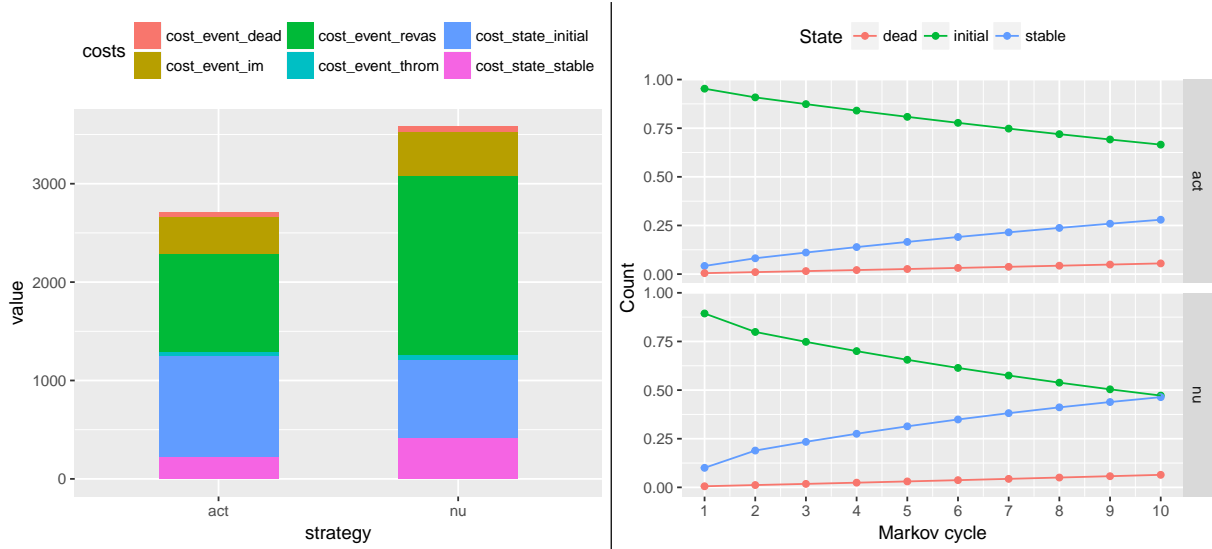 costs
cost_event_dead cost_event_revas cost_state_initial
cost_event_im cost_event_throm cost_state_stable
value
3000
2000
1000
0
act nu
strategy
State dead initial stable
Count
1.00
0.75
0.50
0.25
0.00
act
1.00
0.75
0.50
0.25
0.00
nu
1 2 3 4 5 6 7 8 9 10
Markov cycle